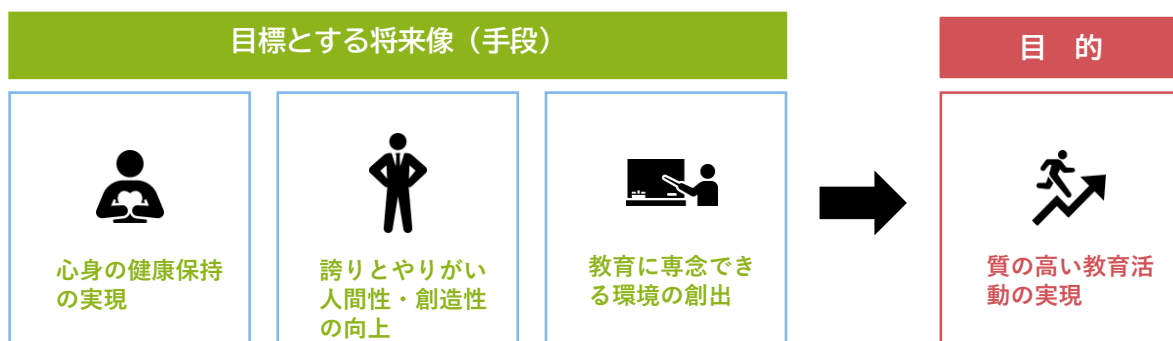 目標とする将来像（手段）
目 的
心身の健康保持
の実現
誇りとやりがい
人間性・創造性
の向上
教育に専念でき
る環境の創出
質の高い教育活
動の実現